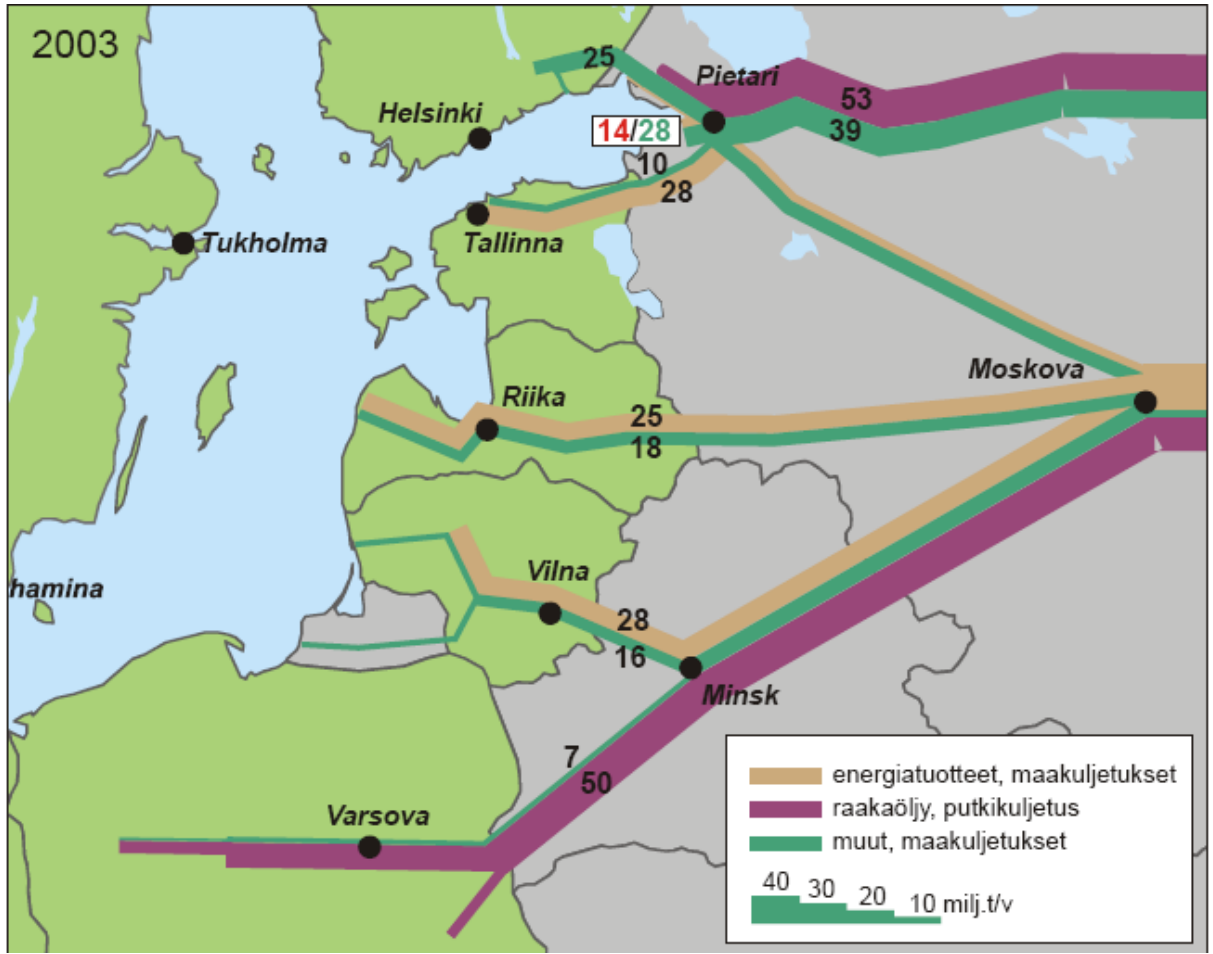 2003
25
Pietari
Helsinki
53
14/28
39
10
28
Tukholma
Tallinna
Moskova
Riika
25
18
Vilna
hamina
28
16
Minsk
7
50
Varsova
energiatuotteet, maakuljetukset
raakaöljy, putkikuljetus
muut, maakuljetukset
40 30 20 10 milj.t/v